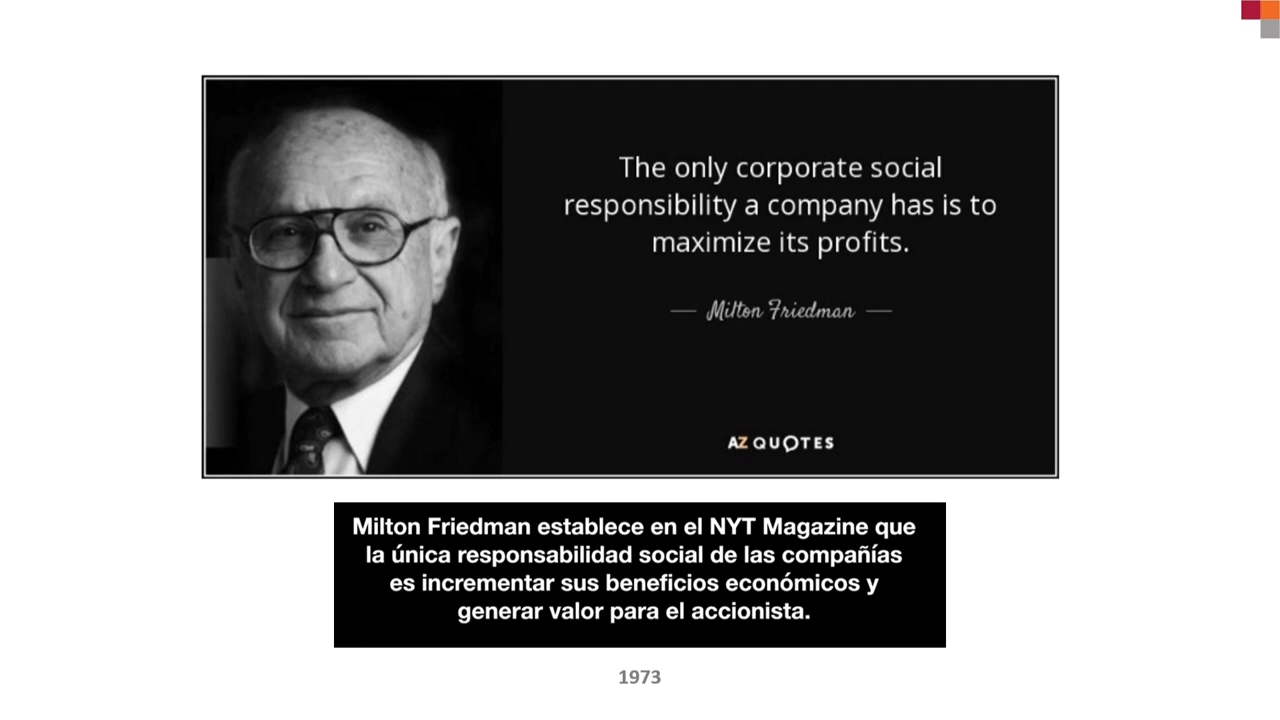 The only corporate social
responsibility a company has is to
maximize its profits.
— Milton Friedman —
AZ QUOTES
Milton Friedman establece en el NYT Magazine que
la única responsabilidad social de las compañías
es incrementar sus beneficios económicos y
generar valor para el accionista.
1973